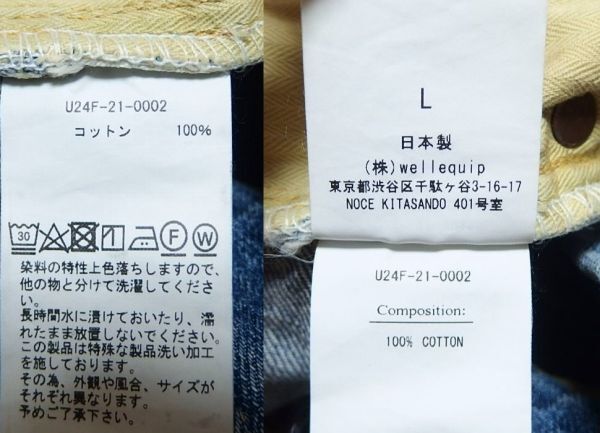 U24F-21-0002
コットン 100%
30
F
W
染料の特性上色落ちしますので、
他の物と分けて洗濯してくださ
い。
長時間水に漬けておいたり、濡
れたまま放置しないでください。
この製品は特殊な製品洗い加工
を施しております。
その為、外観や風合、サイズが
それぞれ異なります。
予めご了承下さい。
L
日本製
(株)wellequip
東京都渋谷区千駄ヶ谷3-16-17
NOCE KITASANDO 401号室
U24F-21-0002
Composition:
100% COTTON